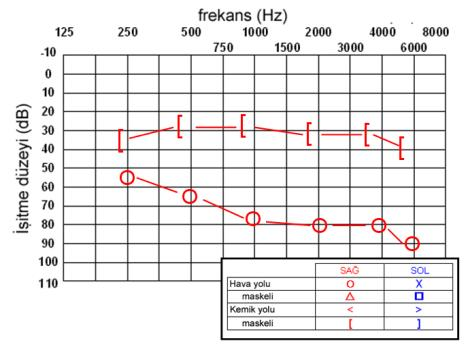 frekans (Hz)
125 250 500 1000 2000 4000 8000
750 1500 3000 6000
İşitme düzeyi (dB)
-10
0
10
20
30
40
50
60
70
80
90
100
110
SAĞ SOL
Hava yolu O X
maskeli △ □
Kemik yolu < >
maskeli [ ]